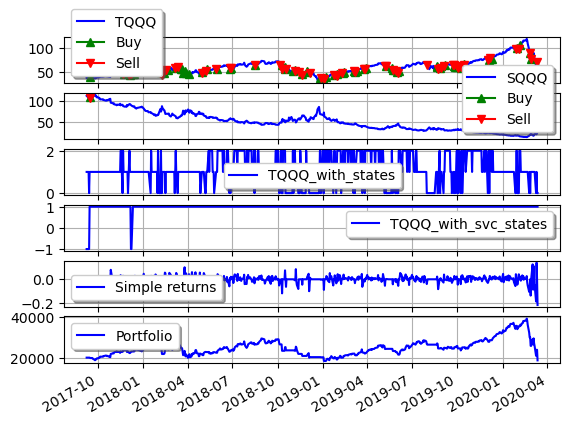 TQQQ
Buy
Sell
100
50
SQQQ
Buy
Sell
100
50
2
0
TQQQ_with_states
1
0
−1
TQQQ_with_svc_states
0.0
−0.2
Simple returns
40000
20000
Portfolio
2017-10
2018-01
2018-04
2018-07
2018-10
2019-01
2019-04
2019-07
2019-10
2020-01
2020-04